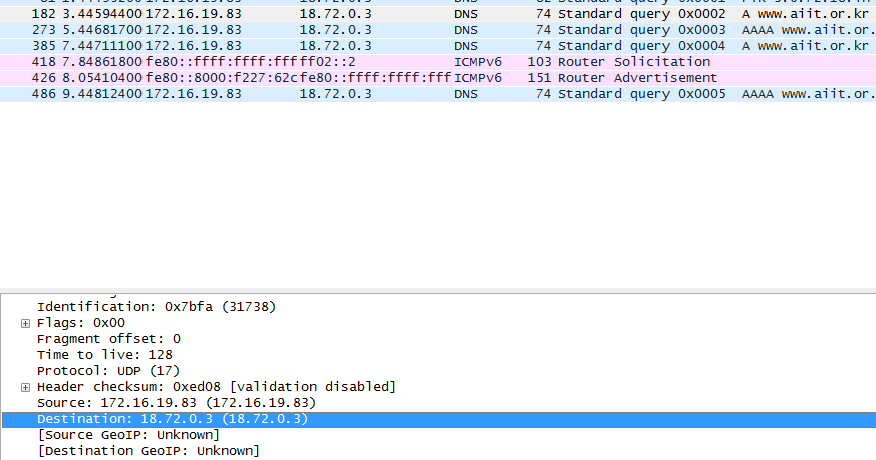 182 3.44594400 172.16.19.83 18.72.0.3 DNS 74 Standard query 0x0002 A www.aiit.or.kr
273 5.44681700 172.16.19.83 18.72.0.3 DNS 74 Standard query 0x0003 AAAA www.aiit.or.
385 7.44711100 172.16.19.83 18.72.0.3 DNS 74 Standard query 0x0004 A www.aiit.or.kr
418 7.84861800 fe80::ffff:ffff:fffff02::2 ICMPv6 103 Router Solicitation
426 8.05410400 fe80::8000:f227:62cfe80::ffff:ffff:fff ICMPv6 151 Router Advertisement
486 9.44812400 172.16.19.83 18.72.0.3 DNS 74 Standard query 0x0005 AAAA www.aiit.or.
Identification: 0x7bfa (31738)
Flags: 0x00
Fragment offset: 0
Time to live: 128
Protocol: UDP (17)
Header checksum: 0xed08 [validation disabled]
Source: 172.16.19.83 (172.16.19.83)
Destination: 18.72.0.3 (18.72.0.3)
[Source GeoIP: Unknown]
[Destination GeoIP: Unknown]